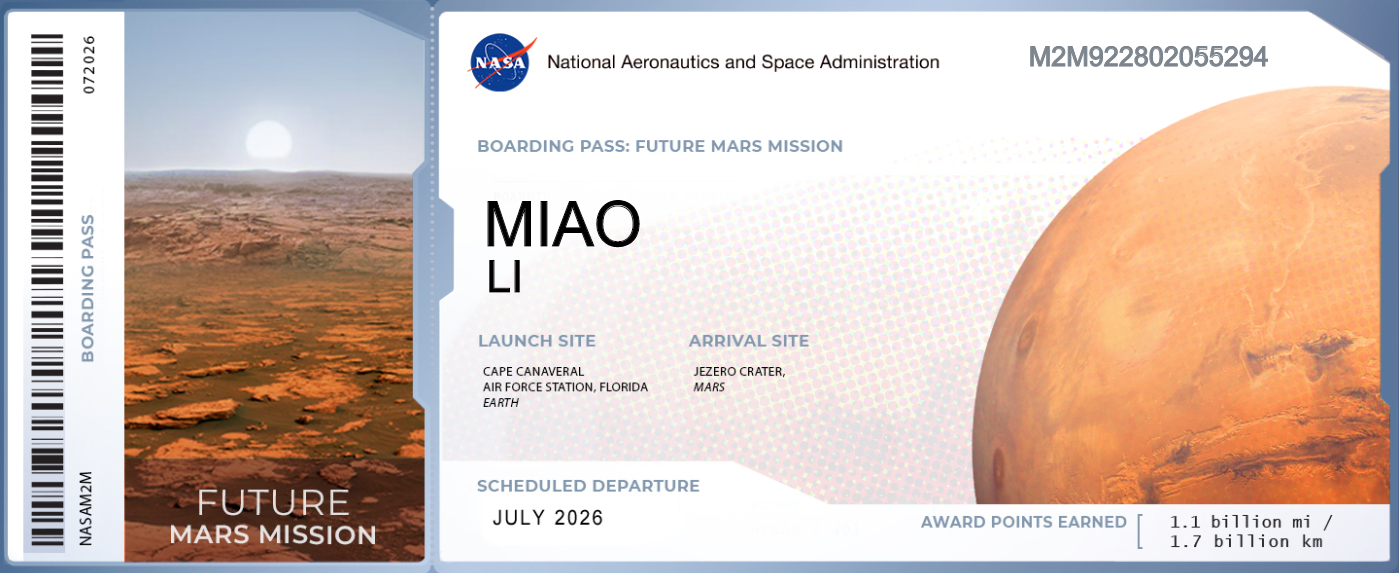 072026
BOARDING PASS
NASAM2M
FUTURE
MARS MISSION
NASA
National Aeronautics and Space Administration
M2M922802055294
BOARDING PASS: FUTURE MARS MISSION
MIAO
LI
LAUNCH SITE
CAPE CANAVERAL
AIR FORCE STATION, FLORIDA
EARTH
ARRIVAL SITE
JEZERO CRATER,
MARS
SCHEDULED DEPARTURE
JULY 2026
AWARD POINTS EARNED
1.1 billion mi /
1.7 billion km